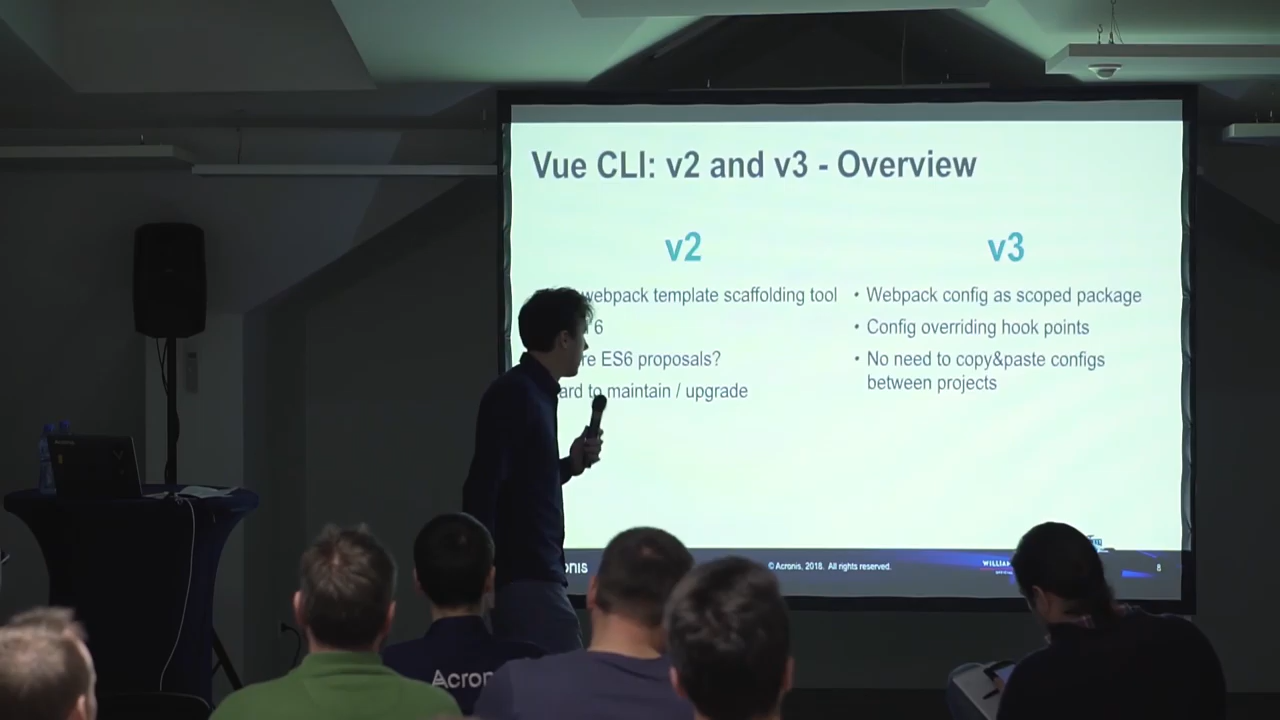 Vue CLI: v2 and v3 - Overview
v2
webpack template scaffolding tool
6
ES6 proposals?
to maintain / upgrade
v3
• Webpack config as scoped package
• Config overriding hook points
• No need to copy&paste configs
between projects
© Acronis, 2018. All rights reserved.
8